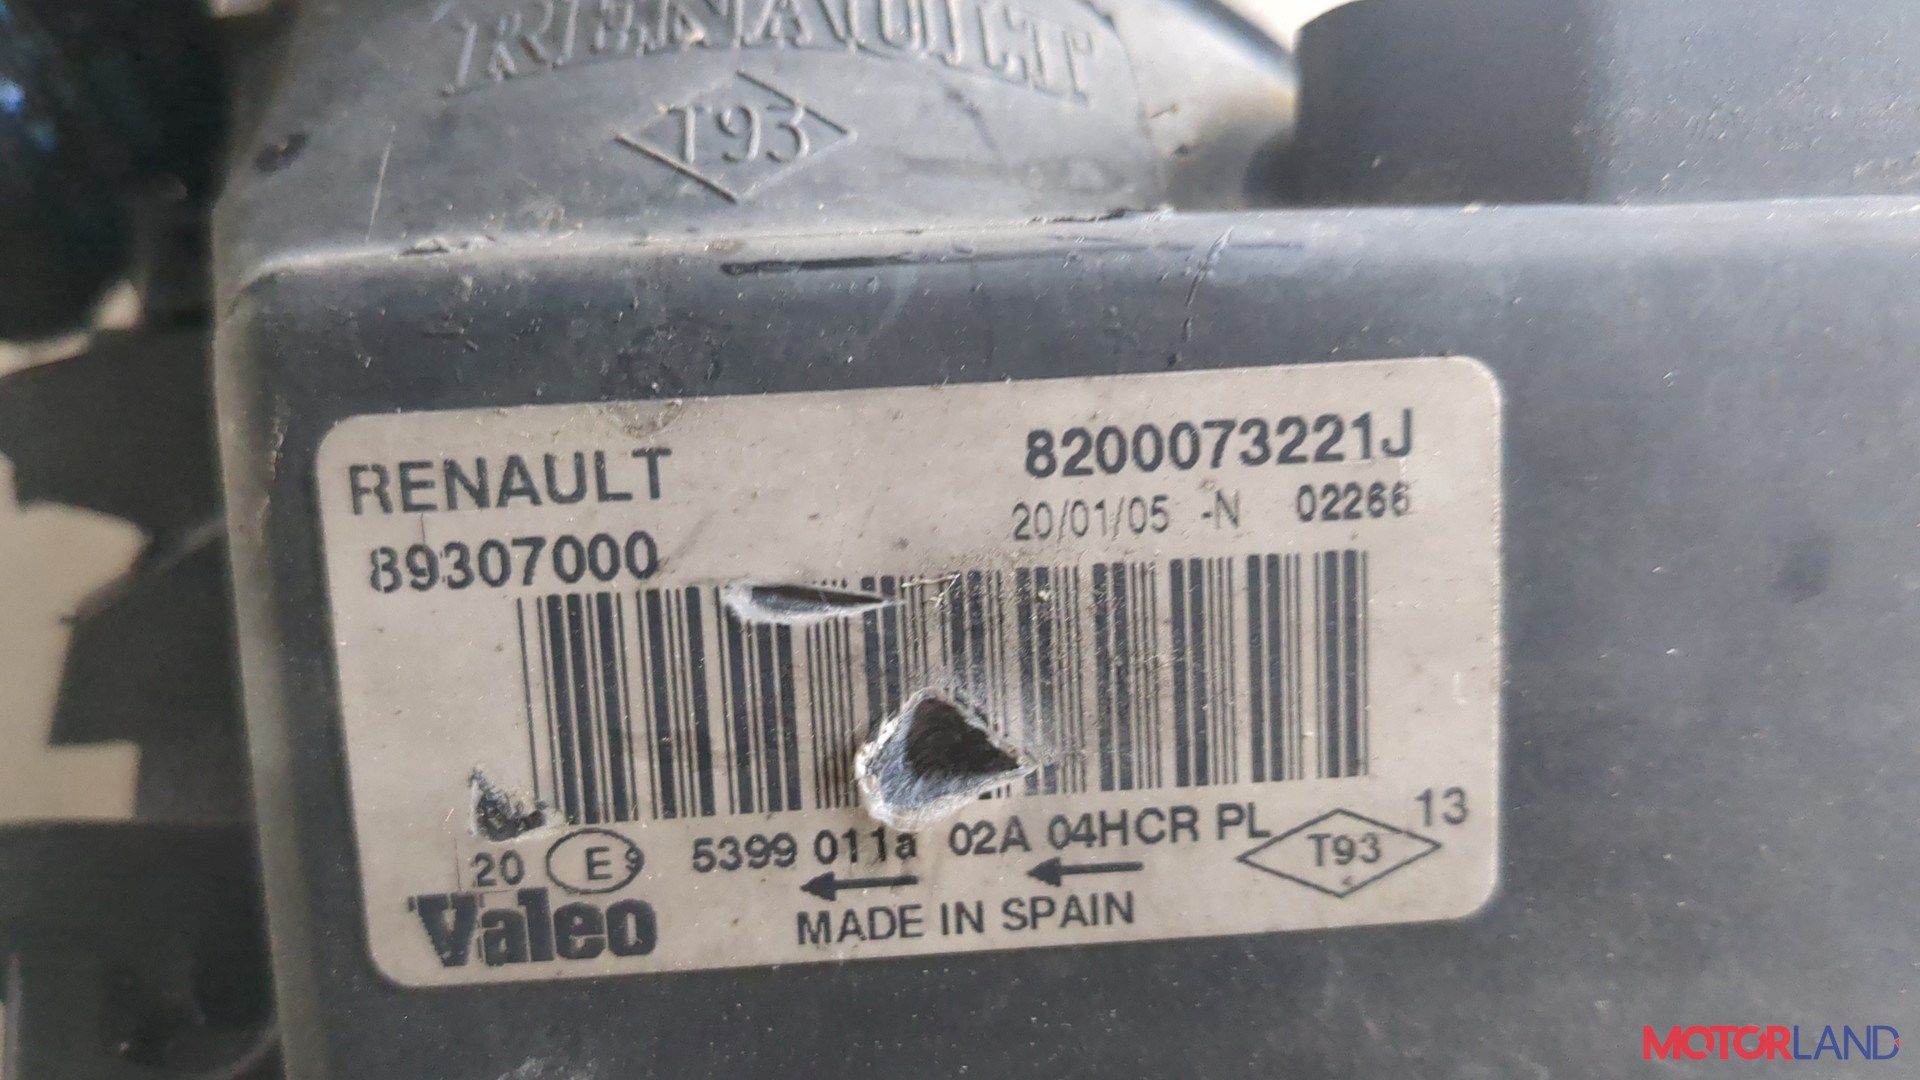 RENAULT
T93
RENAULT 8200073221J
20/01/05 -N 02266
89307000
20 E9 5399 011a 02A 04HCR PL T93 13
Valeo MADE IN SPAIN
MOTORLAND